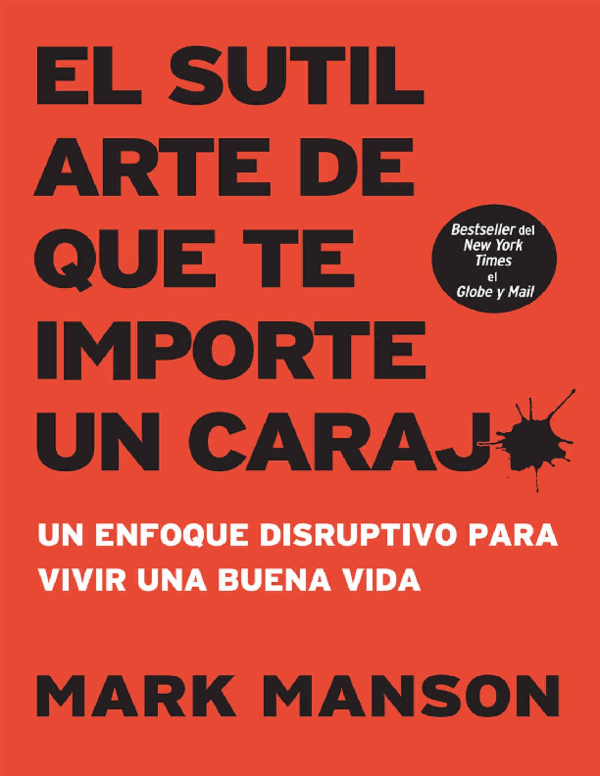 EL SUTIL
ARTE DE
QUE TE
IMPORTE
UN CARAJ
Bestseller del
New York
Times
el
Globe y Mail
UN ENFOQUE DISRUPTIVO PARA
VIVIR UNA BUENA VIDA
MARK MANSON